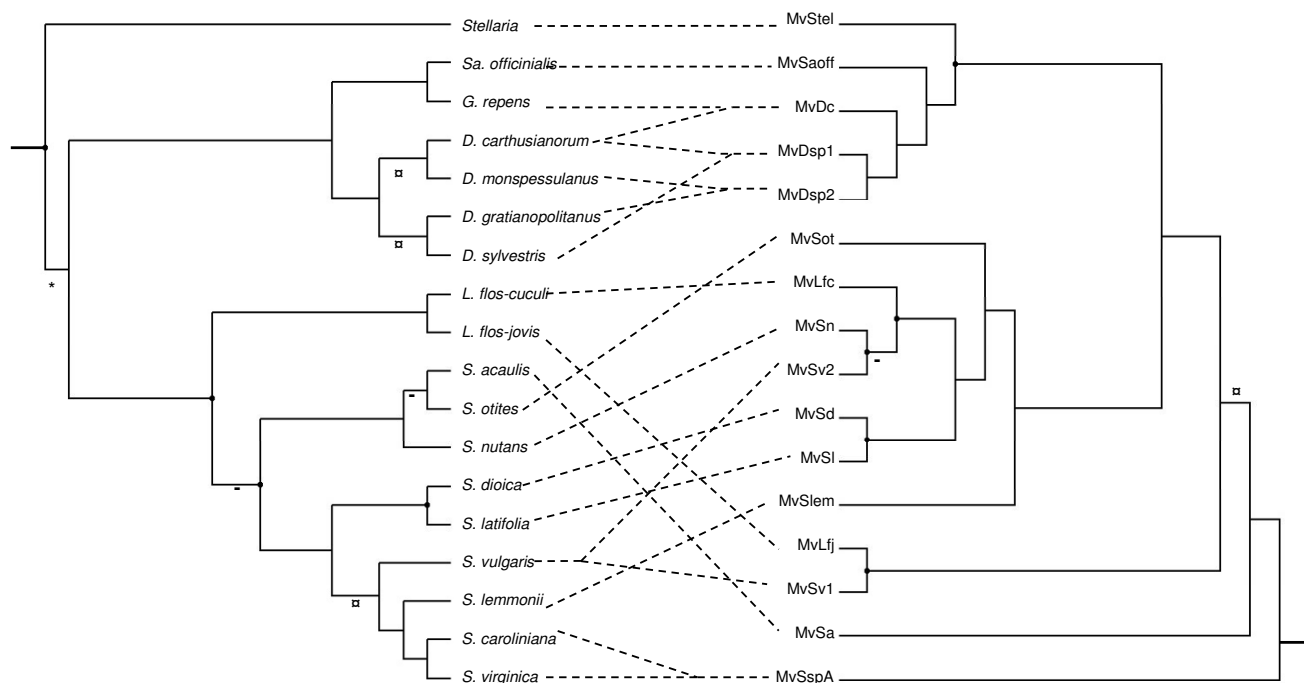 Stellaria
Sa. officinialis
G. repens
D. carthusianorum
¤
D. monspessulanus
D. gratianopolitanus
¤
D. sylvestris
*
L. flos-cuculi
L. flos-jovis
S. acaulis
-
S. otites
S. nutans
-
S. dioica
S. latifolia
S. vulgaris
¤
S. lemmonii
S. caroliniana
S. virginica
MvStel
MvSaoff
MvDc
MvDsp1
MvDsp2
MvSot
MvLfc
MvSn
-
MvSv2
¤
MvSd
MvSl
MvSlem
MvLfj
MvSv1
MvSa
MvSspA